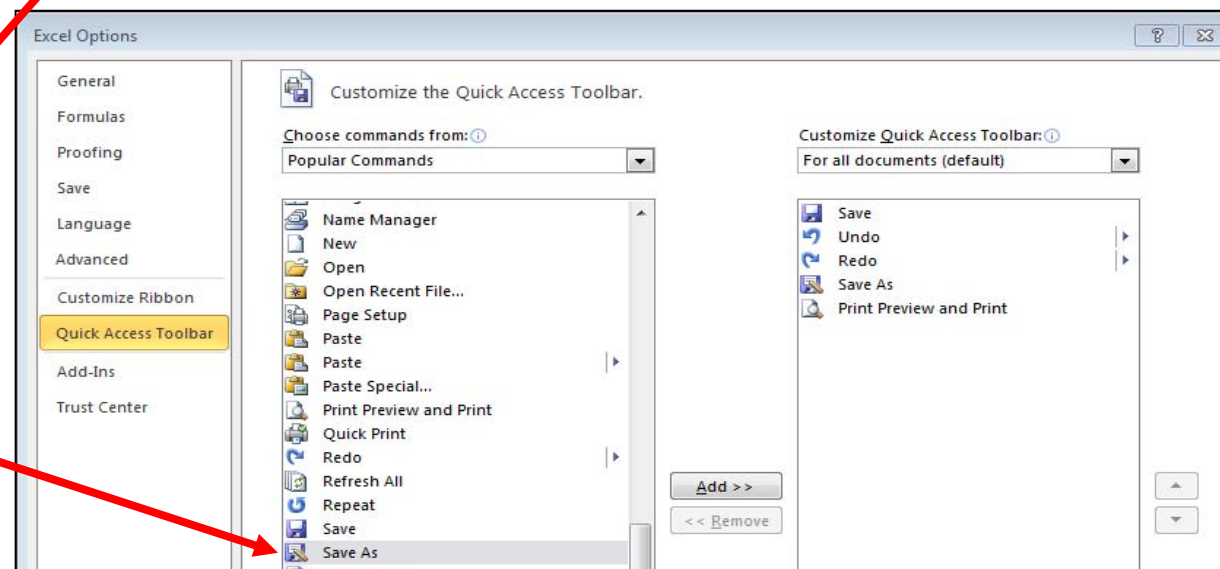 Excel Options
General
Formulas
Proofing
Save
Language
Advanced
Customize Ribbon
Quick Access Toolbar
Add-Ins
Trust Center
Customize the Quick Access Toolbar.
Choose commands from:
Popular Commands
Name Manager
New
Open
Open Recent File...
Page Setup
Paste
Paste
Paste Special...
Print Preview and Print
Quick Print
Redo
Refresh All
Repeat
Save
Save As
Add >>
<< Remove
Customize Quick Access Toolbar:
For all documents (default)
Save
Undo
Redo
Save As
Print Preview and Print